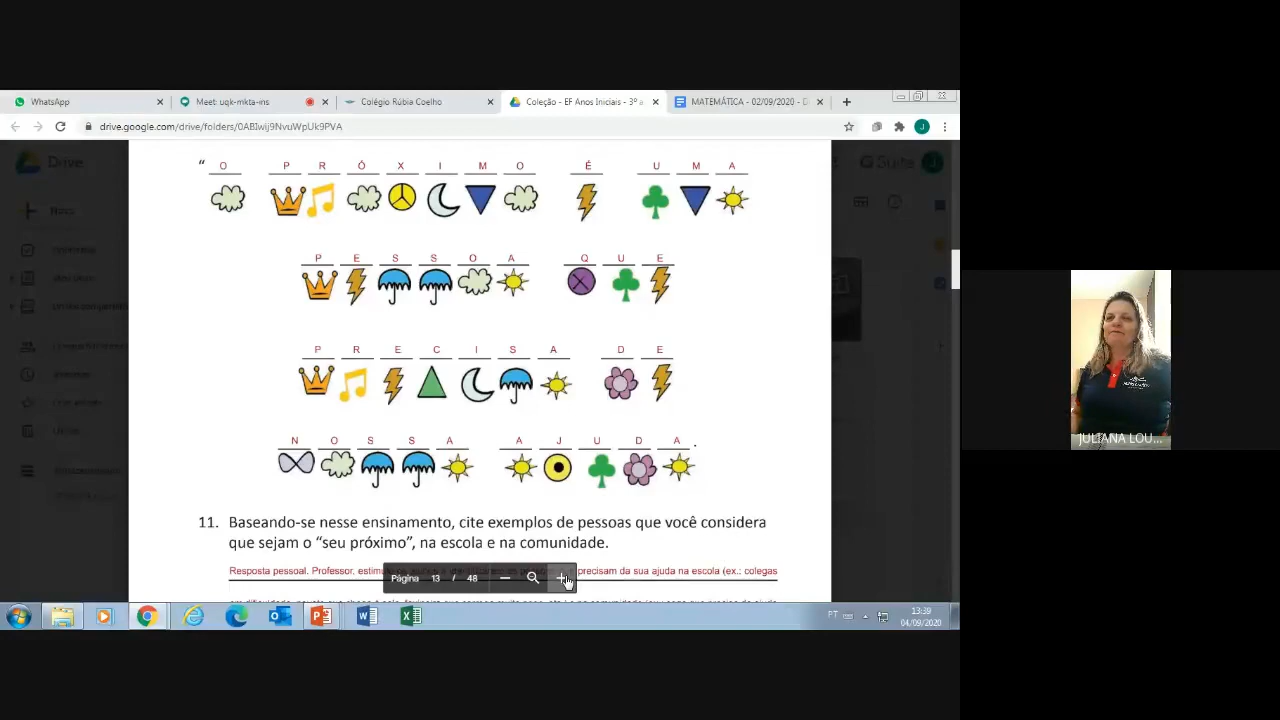 WhatsApp
Meet: uqk-mkta-ins
Colégio Rúbia Coelho
Coleção - EF Anos Iniciais - 3º a
MATEMÁTICA - 02/09/2020 - D
drive.google.com/drive/folders/0ABIwij9NvuWpUk9PVA
Drive
G Suite
“ O PRÓXIMO É UMA
PESSOA QUE
PRECISA DE
NOSSA AJUDA.
11. Baseando-se nesse ensinamento, cite exemplos de pessoas que você considera
que sejam o “seu próximo”, na escola e na comunidade.
Resposta pessoal. Professor, precisam da sua ajuda na escola (ex.: colegas
Página 13 / 48
PT
13:39
04/09/2020
JULIANA LOU...